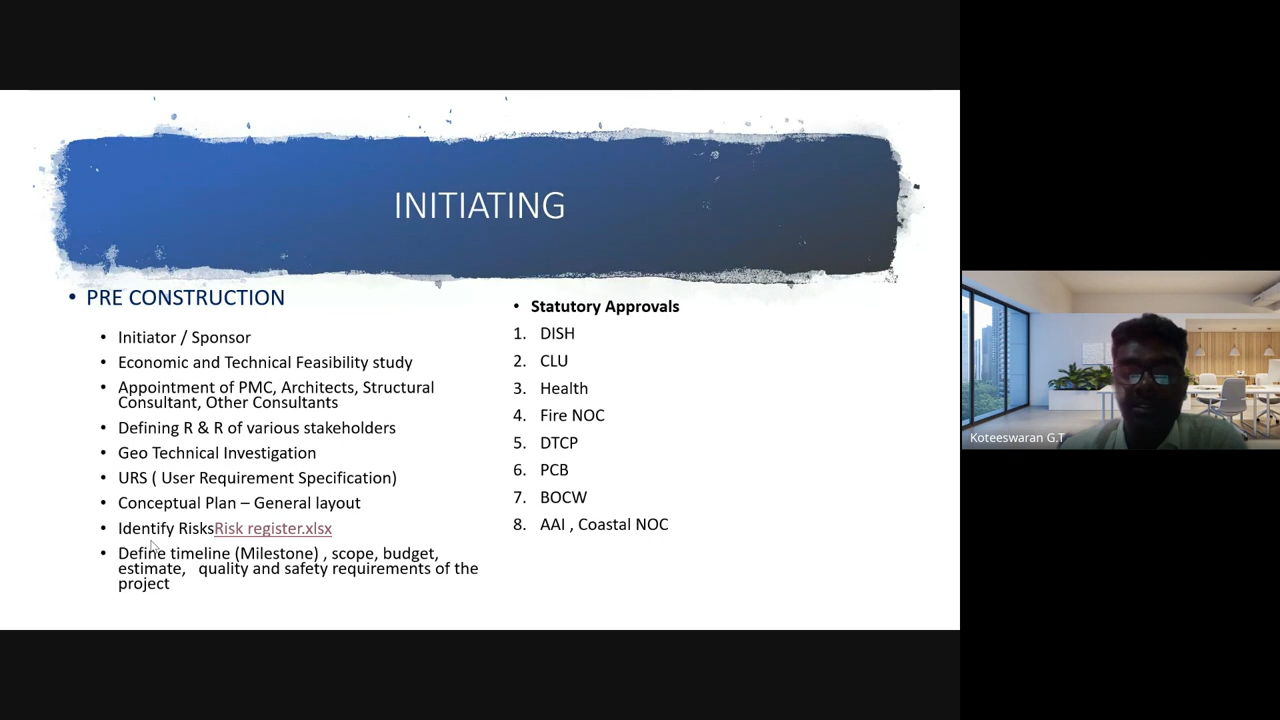 INITIATING
• PRE CONSTRUCTION
• Initiator / Sponsor
• Economic and Technical Feasibility study
• Appointment of PMC, Architects, Structural
Consultant, Other Consultants
• Defining R & R of various stakeholders
• Geo Technical Investigation
• URS ( User Requirement Specification)
• Conceptual Plan – General layout
• Identify RisksRisk register.xlsx
• Define timeline (Milestone) , scope, budget,
estimate, quality and safety requirements of the
project
• Statutory Approvals
1. DISH
2. CLU
3. Health
4. Fire NOC
5. DTCP
6. PCB
7. BOCW
8. AAI , Coastal NOC
Koteeswaran G.T